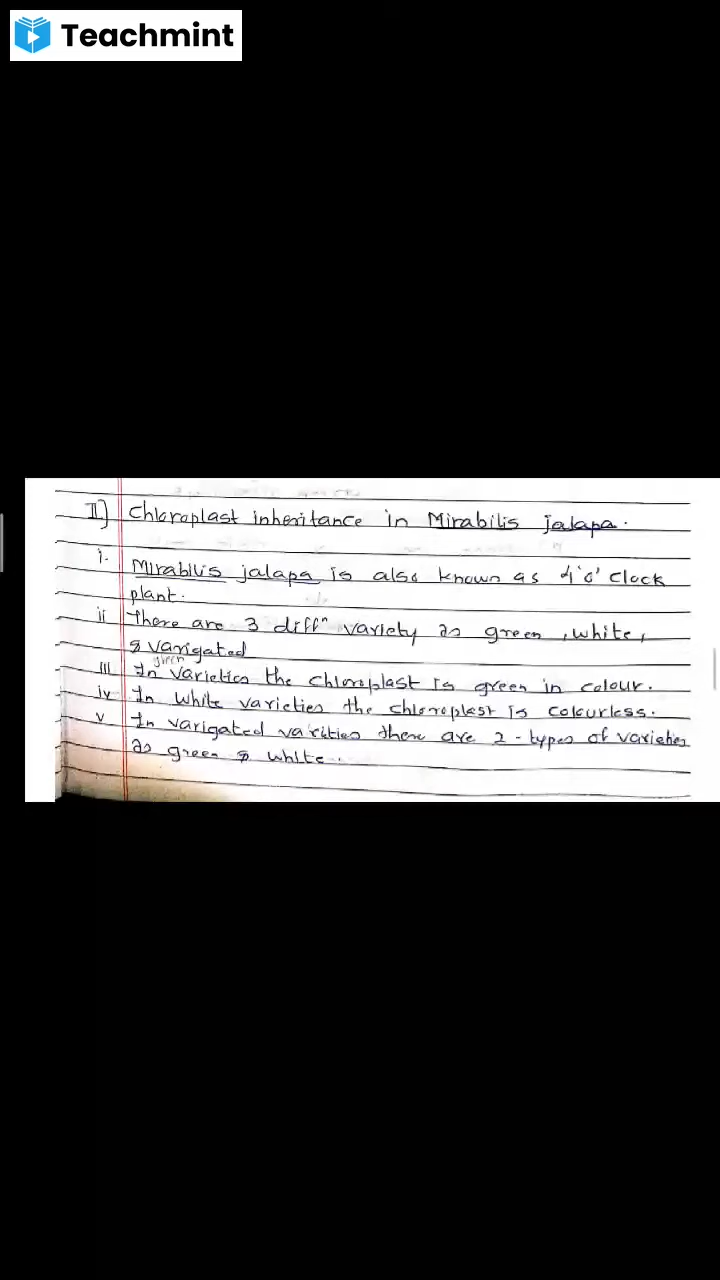 Teachmint
II] Chloroplast inheritance in Mirabilis jalapa.
i. Mirabilis jalapa is also known as 4'o' clock
plant.
ii There are 3 diffn variety as green, white,
& varigated
iii In green varieties the chloroplast is green in colour.
iv In white varieties the chloroplast is colourless.
v In varigated varities there are 2-types of varieties
as green & white.